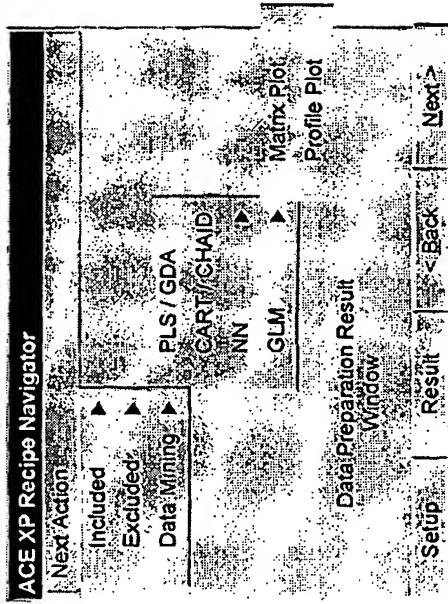 ACE XP Recipe Navigator
Next Action
Included
Excluded
Data Mining
PLS / GDA
CART//CHAID
NN
GLM
Matrix Plot
Profile Plot
Data Preparation Result
Window
Setup
Result
< Back
Next >